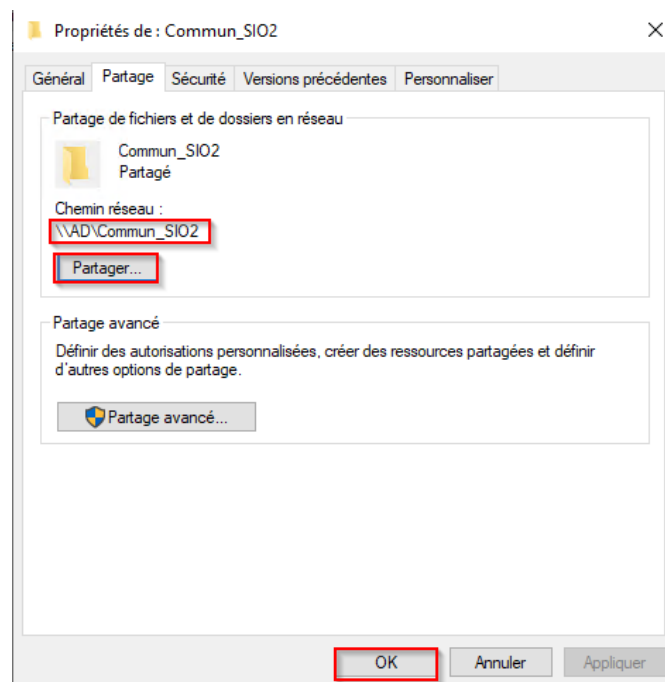 Propriétés de : Commun_SIO2
Général Partage Sécurité Versions précédentes Personnaliser
Partage de fichiers et de dossiers en réseau
Commun_SIO2
Partagé
Chemin réseau :
\\AD\Commun_SIO2
Partager...
Partage avancé
Définir des autorisations personnalisées, créer des ressources partagées et définir
d'autres options de partage.
Partage avancé...
OK Annuler Appliquer